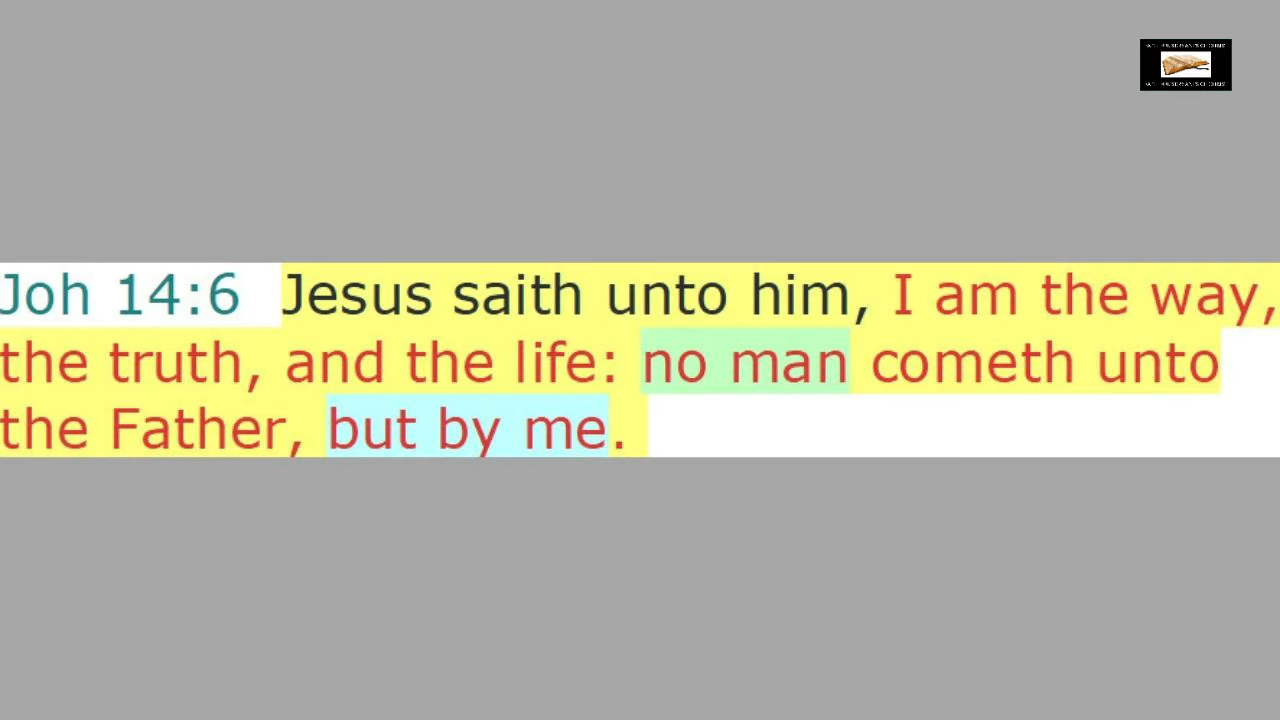 Joh 14:6 Jesus saith unto him, I am the way,
the truth, and the life: no man cometh unto
the Father, but by me.